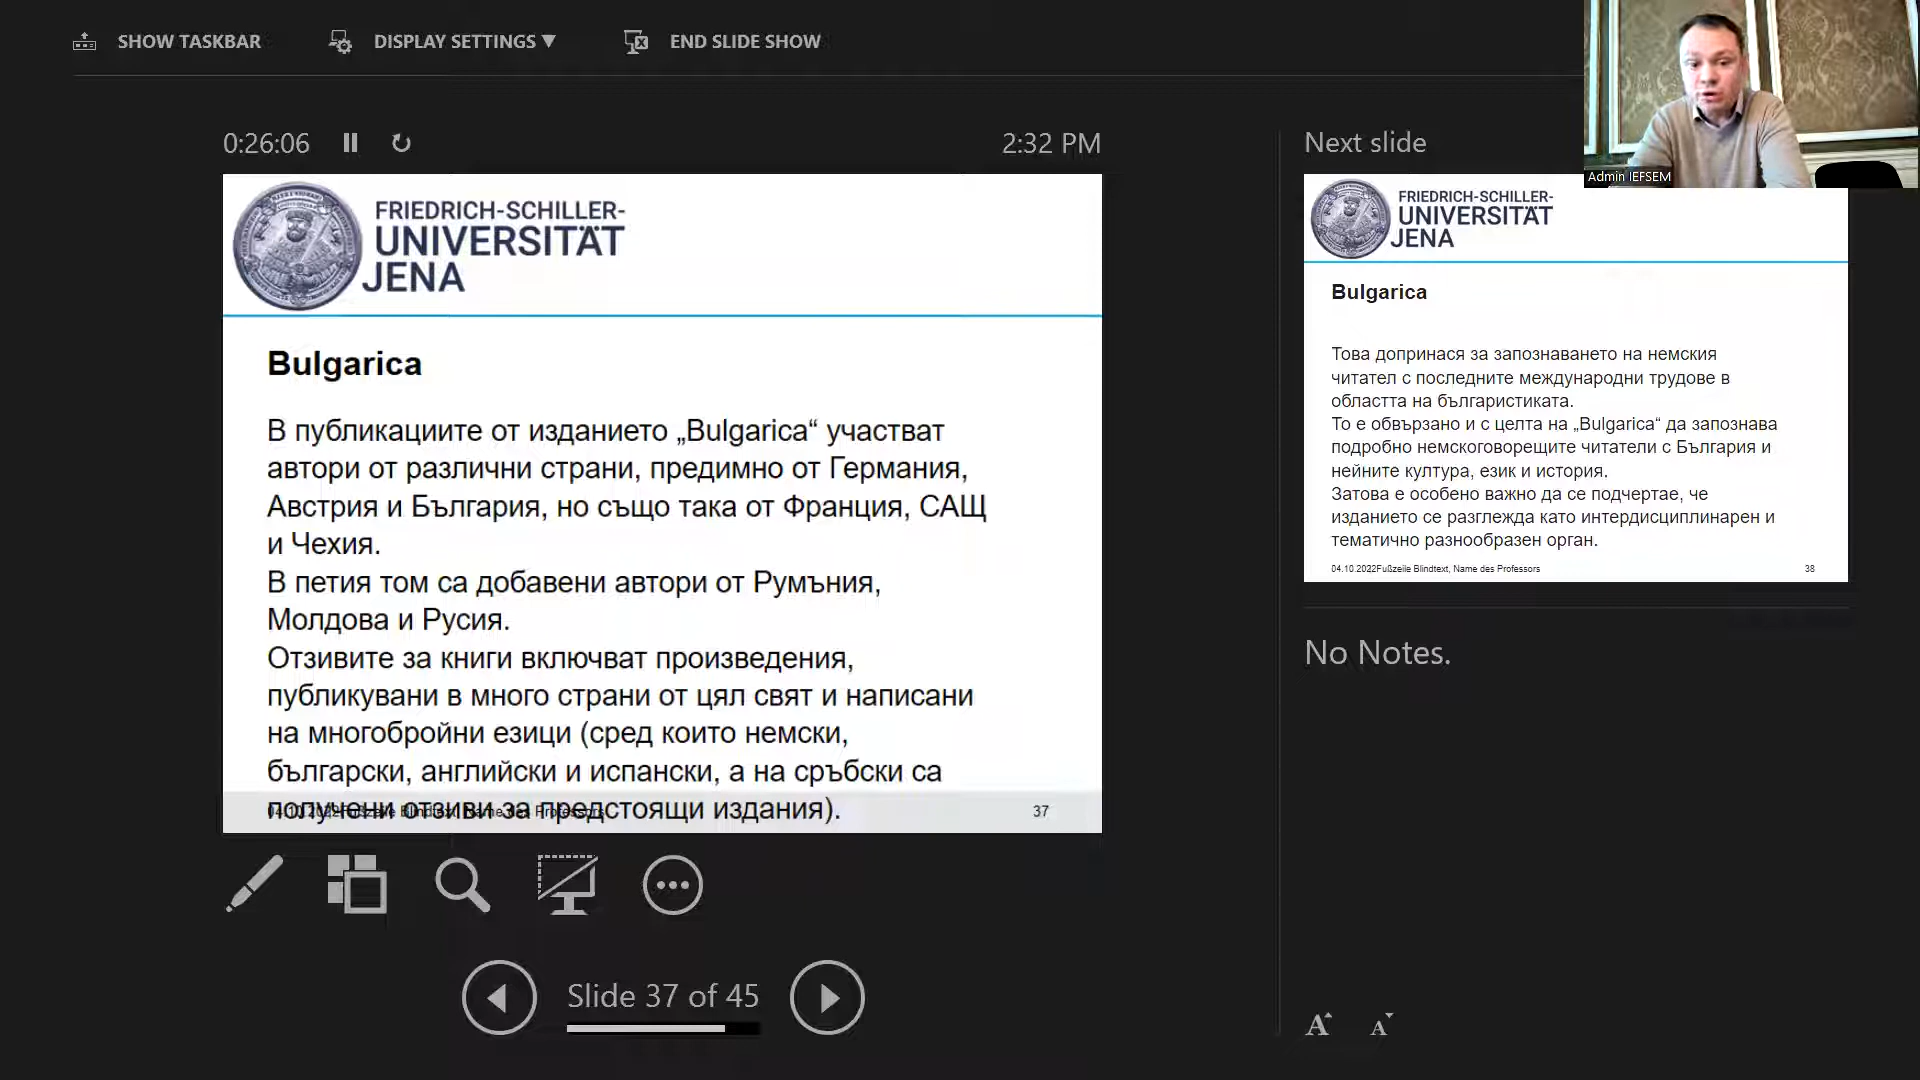 SHOW TASKBAR
DISPLAY SETTINGS ▼
END SLIDE SHOW
Admin IEFSEM
0:26:06
2:32 PM
FRIEDRICH-SCHILLER-
UNIVERSITÄT
JENA
Bulgarica
В публикациите от изданието „Bulgarica“ участват
автори от различни страни, предимно от Германия,
Австрия и България, но също така от Франция, САЩ
и Чехия.
В петия том са добавени автори от Румъния,
Молдова и Русия.
Отзивите за книги включват произведения,
публикувани в много страни от цял свят и написани
на многобройни езици (сред които немски,
български, английски и испански, а на сръбски са
получени отзиви за предстоящи издания).
04.10.2022Fußzeile Blindtext, Name des Professors
37
Slide 37 of 45
Next slide
FRIEDRICH-SCHILLER-
UNIVERSITÄT
JENA
Bulgarica
Това допринася за запознаването на немския
читател с последните международни трудове в
областта на българистиката.
То е обвързано и с целта на „Bulgarica“ да запознава
подробно немскоговорещите читатели с България и
нейните култура, език и история.
Затова е особено важно да се подчертае, че
изданието се разглежда като интердисциплинарен и
тематично разнообразен орган.
04.10.2022Fußzeile Blindtext, Name des Professors
38
No Notes.
A A